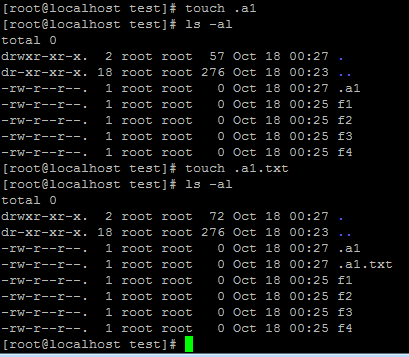 [root@localhost test]# touch .a1
[root@localhost test]# ls -al
total 0
drwxr-xr-x.  2 root root  57 Oct 18 00:27 .
dr-xr-xr-x. 18 root root 276 Oct 18 00:23 ..
-rw-r--r--.  1 root root   0 Oct 18 00:27 .a1
-rw-r--r--.  1 root root   0 Oct 18 00:25 f1
-rw-r--r--.  1 root root   0 Oct 18 00:25 f2
-rw-r--r--.  1 root root   0 Oct 18 00:25 f3
-rw-r--r--.  1 root root   0 Oct 18 00:25 f4
[root@localhost test]# touch .a1.txt
[root@localhost test]# ls -al
total 0
drwxr-xr-x.  2 root root  72 Oct 18 00:27 .
dr-xr-xr-x. 18 root root 276 Oct 18 00:23 ..
-rw-r--r--.  1 root root   0 Oct 18 00:27 .a1
-rw-r--r--.  1 root root   0 Oct 18 00:27 .a1.txt
-rw-r--r--.  1 root root   0 Oct 18 00:25 f1
-rw-r--r--.  1 root root   0 Oct 18 00:25 f2
-rw-r--r--.  1 root root   0 Oct 18 00:25 f3
-rw-r--r--.  1 root root   0 Oct 18 00:25 f4
[root@localhost test]#